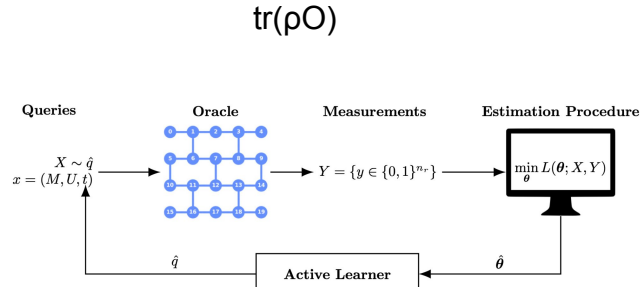 tr(ρO)
Queries
Oracle
Measurements
Estimation Procedure
X ∼ q̂
x = (M, U, t)
0 1 2 3 4
5 6 7 8 9
10 11 12 13 14
15 16 17 18 19
Y = {y ∈ {0, 1}^{n_r}}
min_θ L(θ; X, Y)
q̂
Active Learner
θ̂